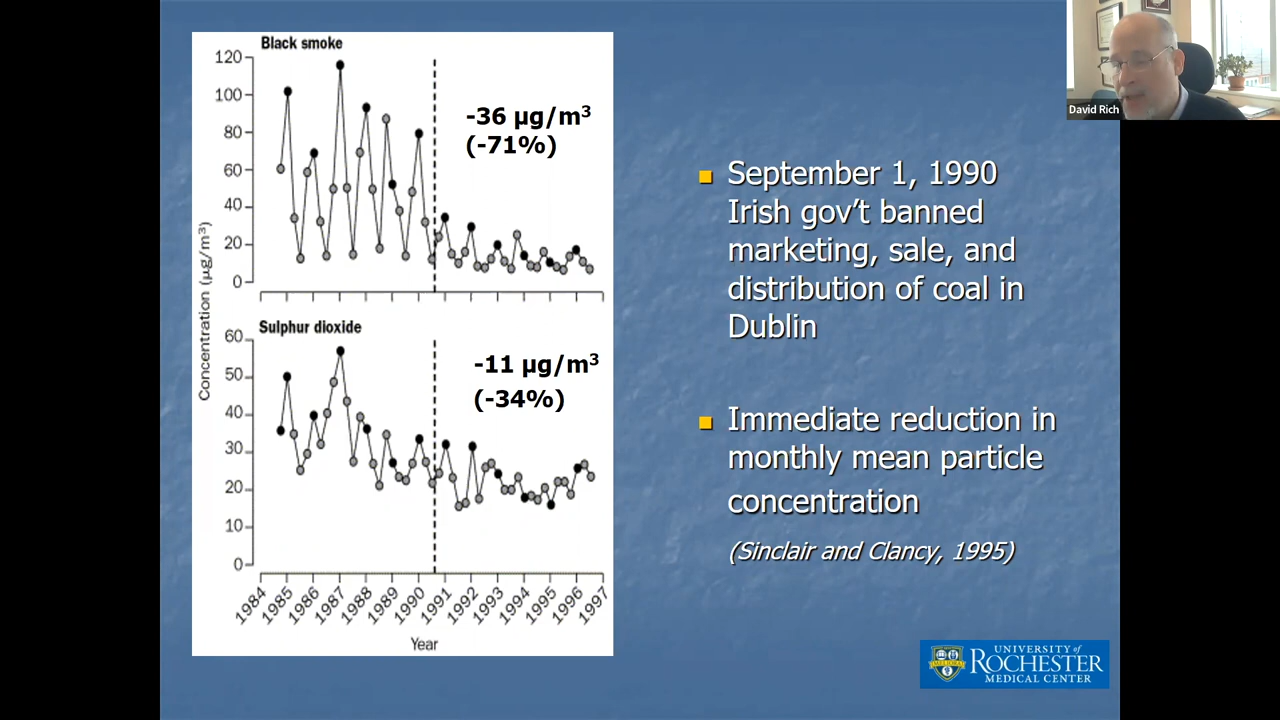 Black smoke
120
100
80
60
40
20
0
-36 µg/m³
(-71%)
Concentration (µg/m³)
Sulphur dioxide
60
50
40
30
20
10
0
-11 µg/m³
(-34%)
1984 1985 1986 1987 1988 1989 1990 1991 1992 1993 1994 1995 1996 1997
Year
September 1, 1990
Irish gov’t banned
marketing, sale, and
distribution of coal in
Dublin
Immediate reduction in
monthly mean particle
concentration
(Sinclair and Clancy, 1995)
David Rich
UNIVERSITY of
ROCHESTER
MEDICAL CENTER